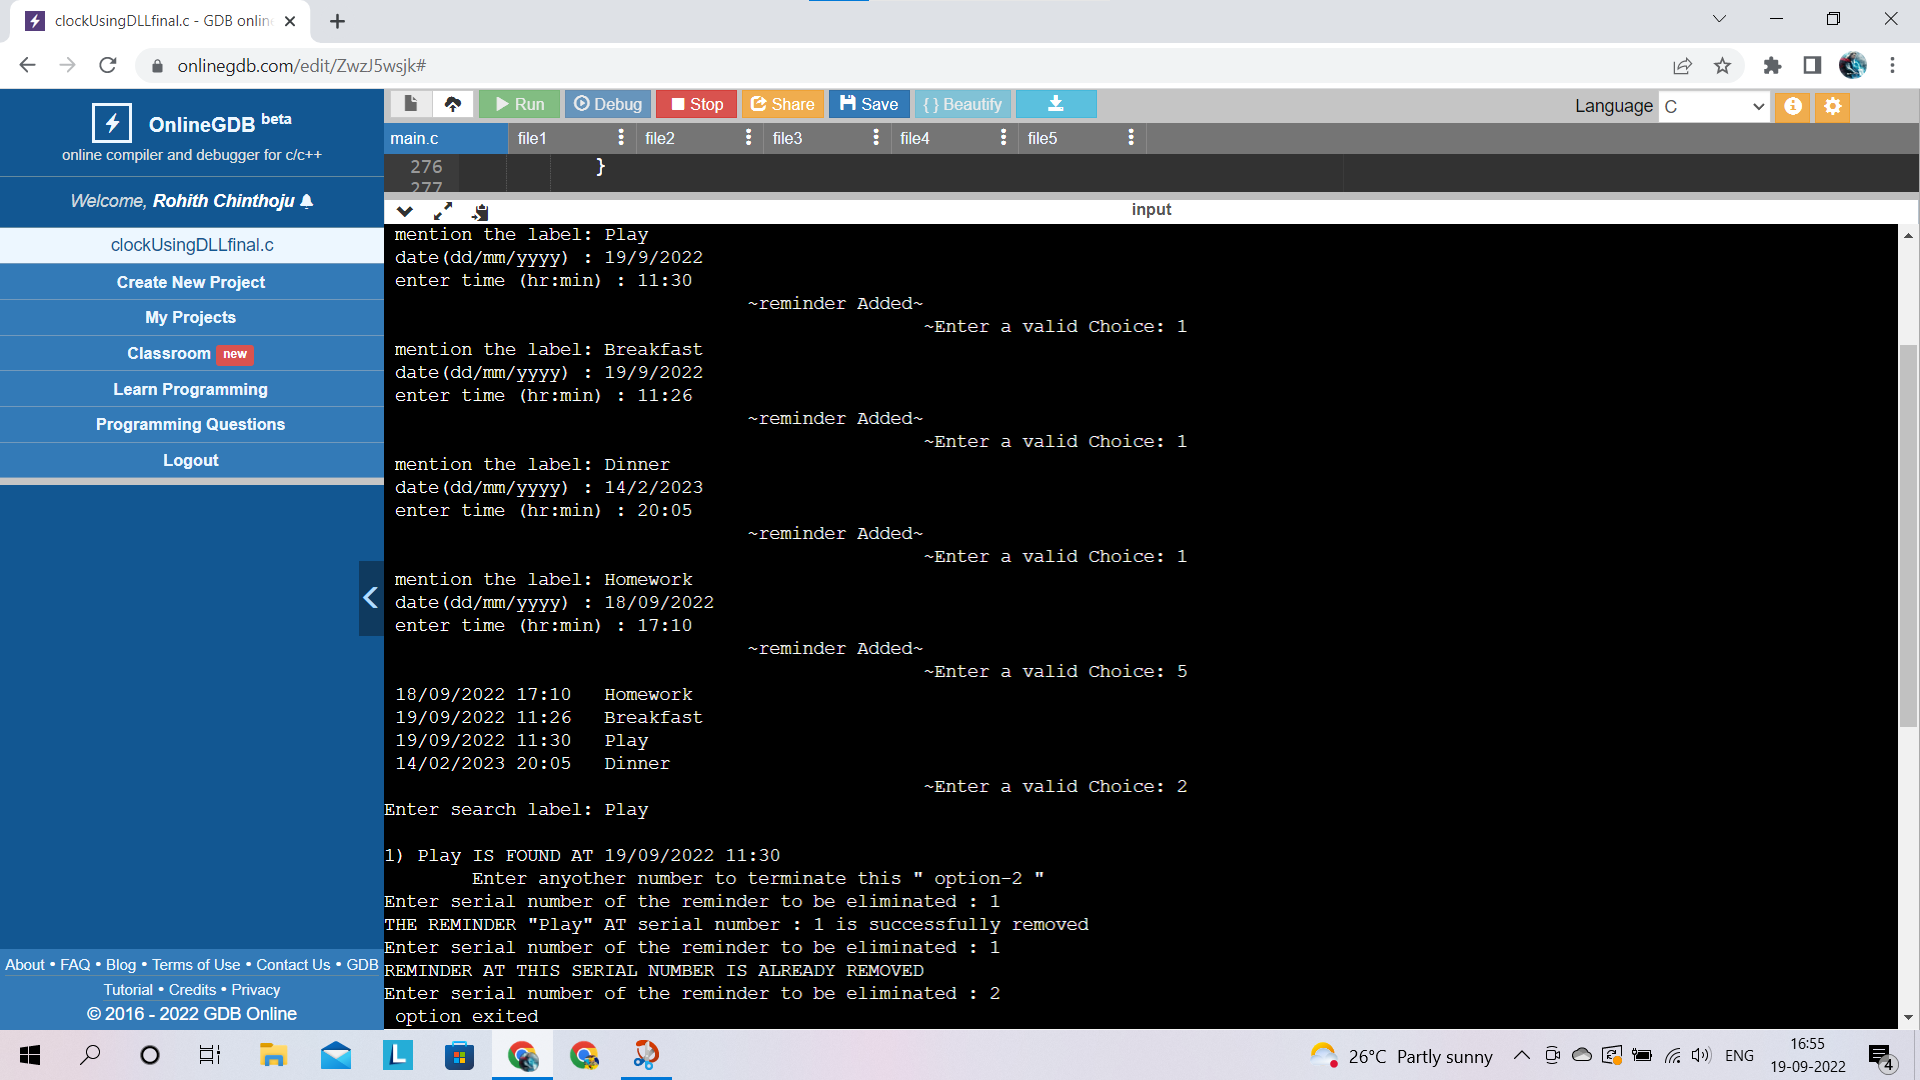 clockUsingDLLfinal.c - GDB online
onlinegdb.com/edit/ZwzJ5wsjk#
OnlineGDB beta
online compiler and debugger for c/c++
Welcome, Rohith Chinthoju
clockUsingDLLfinal.c
Create New Project
My Projects
Classroom new
Learn Programming
Programming Questions
Logout
About • FAQ • Blog • Terms of Use • Contact Us • GDB
Tutorial • Credits • Privacy
© 2016 - 2022 GDB Online
Run Debug Stop Share Save { } Beautify
Language C
main.c file1 file2 file3 file4 file5
276 }
277
input
mention the label: Play
date(dd/mm/yyyy) : 19/9/2022
enter time (hr:min) : 11:30
~reminder Added~
~Enter a valid Choice: 1
mention the label: Breakfast
date(dd/mm/yyyy) : 19/9/2022
enter time (hr:min) : 11:26
~reminder Added~
~Enter a valid Choice: 1
mention the label: Dinner
date(dd/mm/yyyy) : 14/2/2023
enter time (hr:min) : 20:05
~reminder Added~
~Enter a valid Choice: 1
mention the label: Homework
date(dd/mm/yyyy) : 18/09/2022
enter time (hr:min) : 17:10
~reminder Added~
~Enter a valid Choice: 5
18/09/2022 17:10 Homework
19/09/2022 11:26 Breakfast
19/09/2022 11:30 Play
14/02/2023 20:05 Dinner
~Enter a valid Choice: 2
Enter search label: Play
1) Play IS FOUND AT 19/09/2022 11:30
Enter anyother number to terminate this " option-2 "
Enter serial number of the reminder to be eliminated : 1
THE REMINDER "Play" AT serial number : 1 is successfully removed
Enter serial number of the reminder to be eliminated : 1
REMINDER AT THIS SERIAL NUMBER IS ALREADY REMOVED
Enter serial number of the reminder to be eliminated : 2
option exited
26°C Partly sunny
ENG
16:55
19-09-2022
4